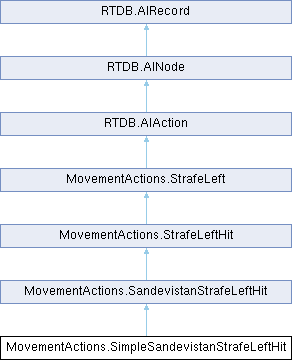 RTDB.AIRecord
RTDB.AINode
RTDB.AIAction
MovementActions.StrafeLeft
MovementActions.StrafeLeftHit
MovementActions.SandevistanStrafeLeftHit
MovementActions.SimpleSandevistanStrafeLeftHit